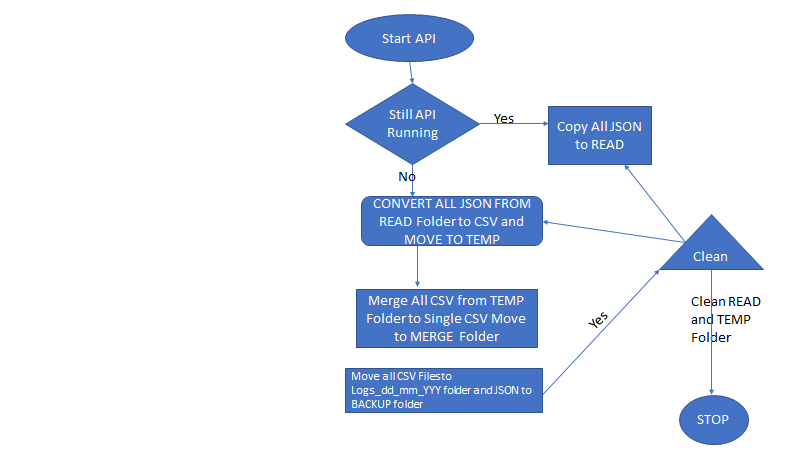 Start API
Still API
Running
Yes
Copy All JSON
to READ
No
CONVERT ALL JSON FROM
READ Folder to CSV and
MOVE TO TEMP
Clean
Merge All CSV from TEMP
Folder to Single CSV Move
to MERGE Folder
Yes
Clean READ
and TEMP
Folder
Move all CSV Files to
Logs_dd_mm_YYY folder and JSON to
BACKUP folder
STOP